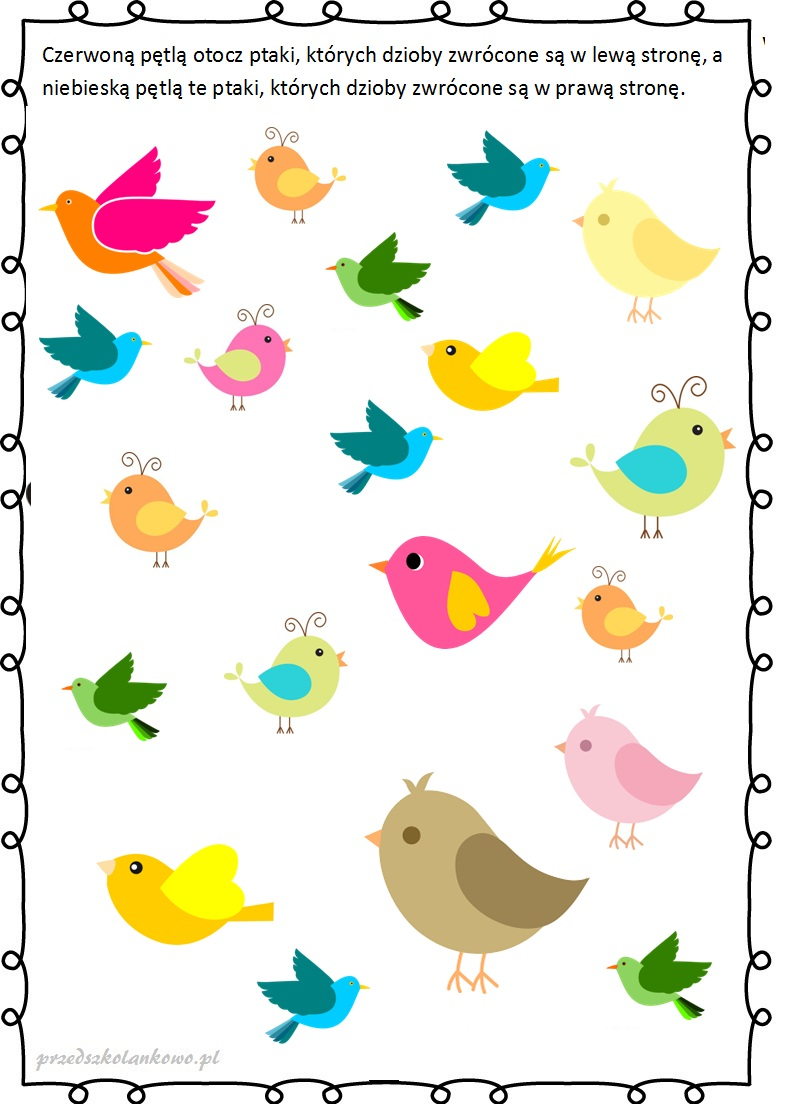 Czerwoną pętlą otocz ptaki, których dzioby zwrócone są w lewą stronę, a
niebieską pętlą te ptaki, których dzioby zwrócone są w prawą stronę.
przedszkolankowo.pl